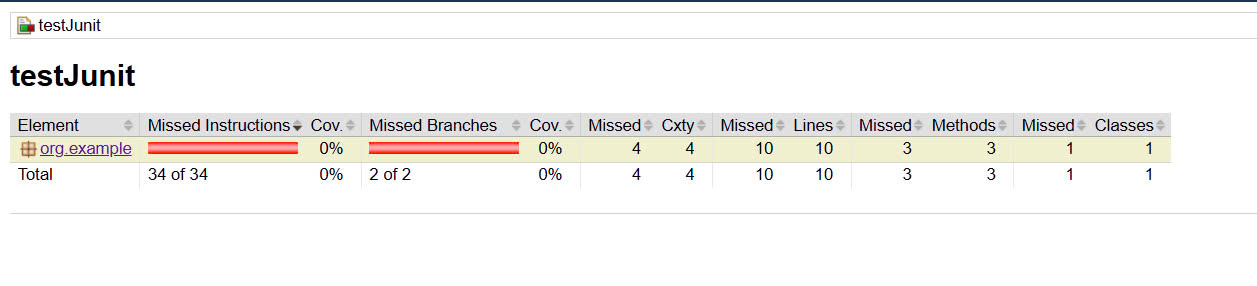 testJunit
testJunit
Element Missed Instructions Cov. Missed Branches Cov. Missed Cxty Missed Lines Missed Methods Missed Classes
org.example 0% 0% 4 4 10 10 3 3 1 1
Total 34 of 34 0% 2 of 2 0% 4 4 10 10 3 3 1 1